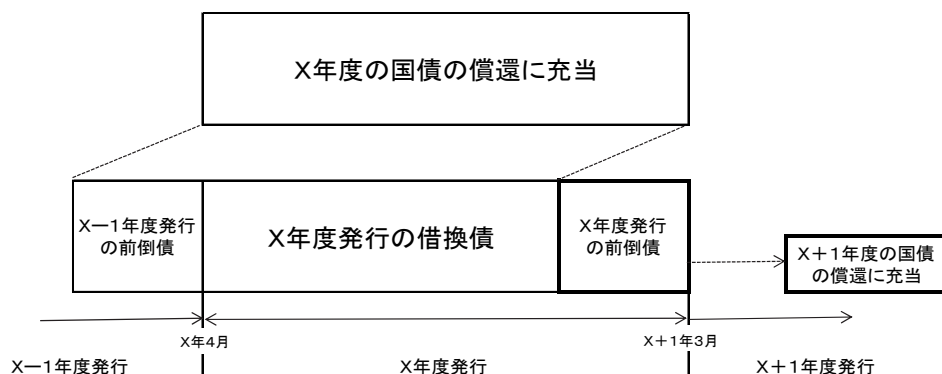 X年度の国債の償還に充当
X－1年度発行
の前倒債
X年度発行の借換債
X年度発行
の前倒債
X＋1年度の国債
の償還に充当
X年4月
X＋1年3月
X－1年度発行
X年度発行
X＋1年度発行